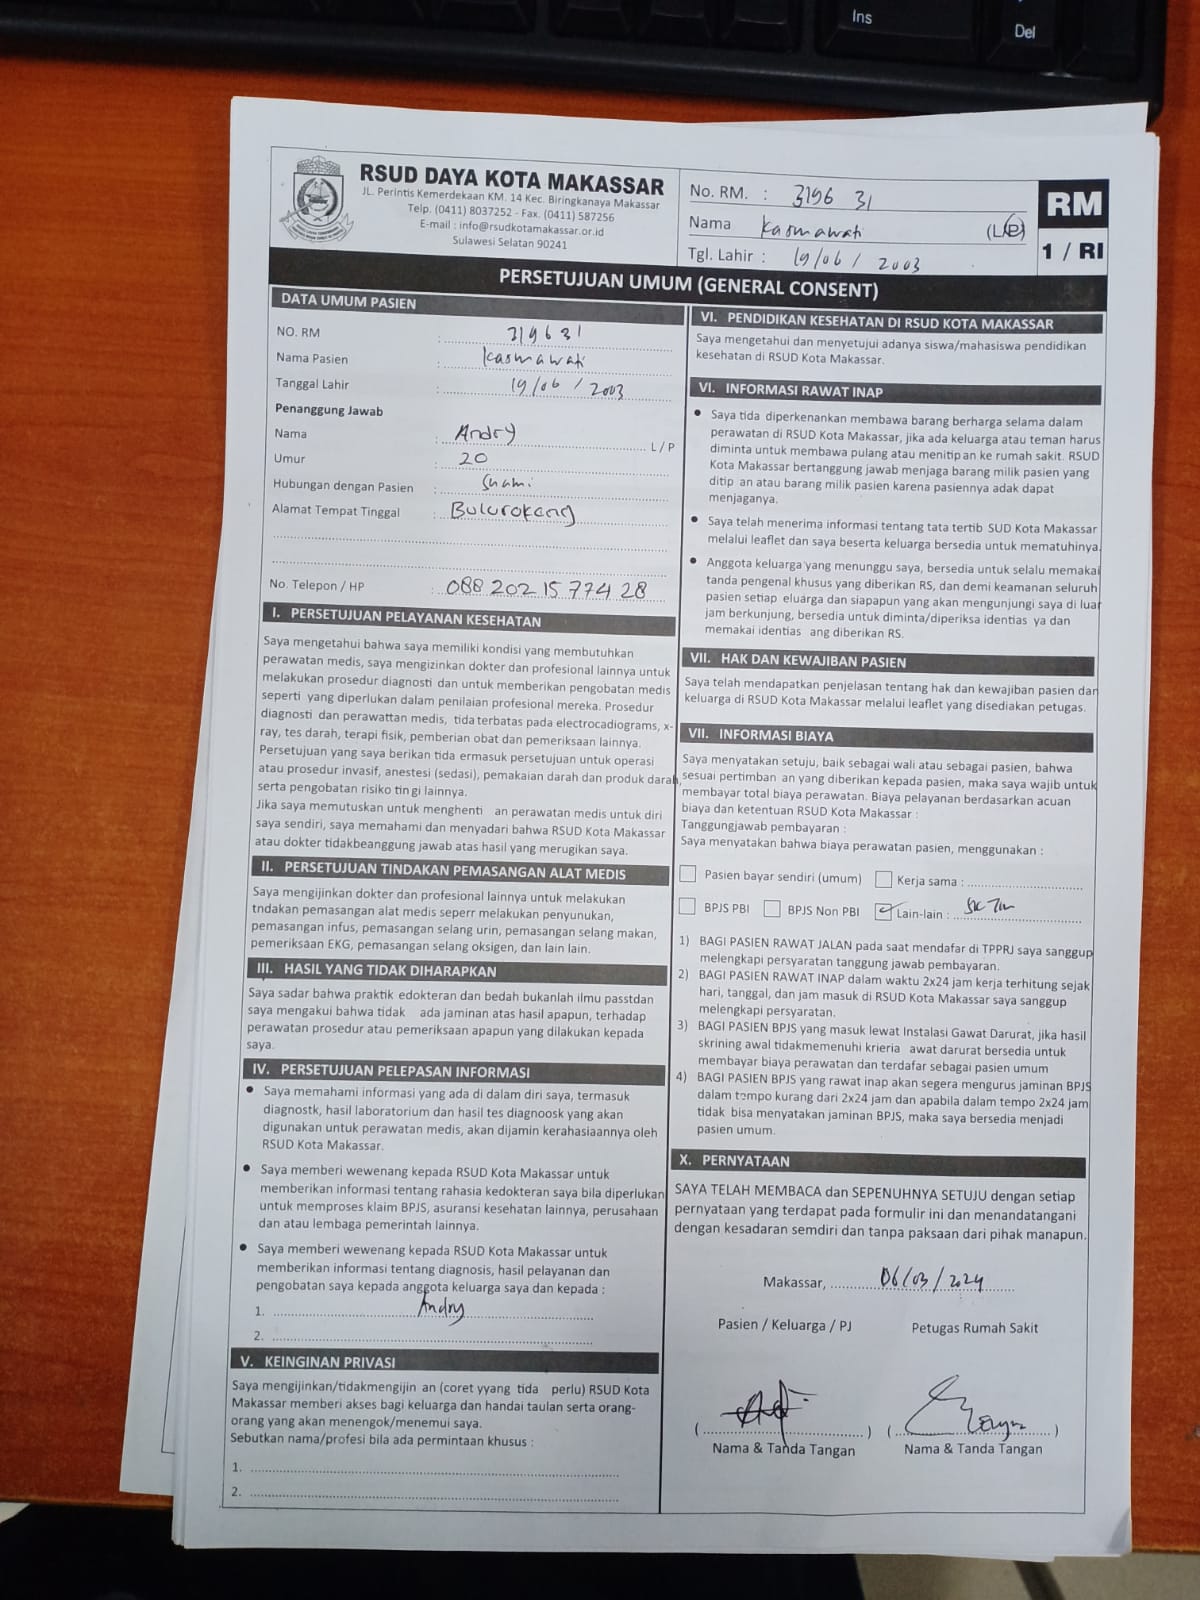 Ins
Del
RSUD DAYA KOTA MAKASSAR
JL. Perintis Kemerdekaan KM. 14 Kec. Biringkanaya Makassar
Telp. (0411) 8037252 - Fax. (0411) 587256
E-mail : info@rsudkotamakassar.or.id
Sulawesi Selatan 90241
No. RM. : 3196 31
Nama Kasmawati (L/P)
Tgl. Lahir : 19/06/ 2003
RM
1 / RI
PERSETUJUAN UMUM (GENERAL CONSENT)
DATA UMUM PASIEN
NO. RM : 319631
Nama Pasien : Kasmawati
Tanggal Lahir : 19/06 / 2003
Penanggung Jawab
Nama : Andry L / P
Umur : 20
Hubungan dengan Pasien : Suami
Alamat Tempat Tinggal : Bulurokeng
No. Telepon / HP : 088 202 15 774 28
I. PERSETUJUAN PELAYANAN KESEHATAN
Saya mengetahui bahwa saya memiliki kondisi yang membutuhkan
perawatan medis, saya mengizinkan dokter dan profesional lainnya untuk
melakukan prosedur diagnosti dan untuk memberikan pengobatan medis
seperti yang diperlukan dalam penilaian profesional mereka. Prosedur
diagnosti dan perawattan medis, tida terbatas pada electrocadiograms, x-
ray, tes darah, terapi fisik, pemberian obat dan pemeriksaan lainnya.
Persetujuan yang saya berikan tida ermasuk persetujuan untuk operasi
atau prosedur invasif, anestesi (sedasi), pemakaian darah dan produk darah,
serta pengobatan risiko tin gi lainnya.
Jika saya memutuskan untuk menghenti an perawatan medis untuk diri
saya sendiri, saya memahami dan menyadari bahwa RSUD Kota Makassar
atau dokter tidakbeanggung jawab atas hasil yang merugikan saya.
II. PERSETUJUAN TINDAKAN PEMASANGAN ALAT MEDIS
Saya mengijinkan dokter dan profesional lainnya untuk melakukan
tndakan pemasangan alat medis seperr melakukan penyunukan,
pemasangan infus, pemasangan selang urin, pemasangan selang makan,
pemeriksaan EKG, pemasangan selang oksigen, dan lain lain.
III. HASIL YANG TIDAK DIHARAPKAN
Saya sadar bahwa praktik edokteran dan bedah bukanlah ilmu passtdan
saya mengakui bahwa tidak ada jaminan atas hasil apapun, terhadap
perawatan prosedur atau pemeriksaan apapun yang dilakukan kepada
saya.
IV. PERSETUJUAN PELEPASAN INFORMASI
• Saya memahami informasi yang ada di dalam diri saya, termasuk
diagnostk, hasil laboratorium dan hasil tes diagnoosk yang akan
digunakan untuk perawatan medis, akan dijamin kerahasiaannya oleh
RSUD Kota Makassar.
• Saya memberi wewenang kepada RSUD Kota Makassar untuk
memberikan informasi tentang rahasia kedokteran saya bila diperlukan
untuk memproses klaim BPJS, asuransi kesehatan lainnya, perusahaan
dan atau lembaga pemerintah lainnya.
• Saya memberi wewenang kepada RSUD Kota Makassar untuk
memberikan informasi tentang diagnosis, hasil pelayanan dan
pengobatan saya kepada anggota keluarga saya dan kepada :
1. Andry
2.
V. KEINGINAN PRIVASI
Saya mengijinkan/tidakmengijin an (coret yyang tida perlu) RSUD Kota
Makassar memberi akses bagi keluarga dan handai taulan serta orang-
orang yang akan menengok/menemui saya.
Sebutkan nama/profesi bila ada permintaan khusus :
1.
2.
VI. PENDIDIKAN KESEHATAN DI RSUD KOTA MAKASSAR
Saya mengetahui dan menyetujui adanya siswa/mahasiswa pendidikan
kesehatan di RSUD Kota Makassar.
VI. INFORMASI RAWAT INAP
• Saya tida diperkenankan membawa barang berharga selama dalam
perawatan di RSUD Kota Makassar, jika ada keluarga atau teman harus
diminta untuk membawa pulang atau menitip an ke rumah sakit. RSUD
Kota Makassar bertanggung jawab menjaga barang milik pasien yang
ditip an atau barang milik pasien karena pasiennya adak dapat
menjaganya.
• Saya telah menerima informasi tentang tata tertib SUD Kota Makassar
melalui leaflet dan saya beserta keluarga bersedia untuk mematuhinya.
• Anggota keluarga yang menunggu saya, bersedia untuk selalu memakai
tanda pengenal khusus yang diberikan RS, dan demi keamanan seluruh
pasien setiap eluarga dan siapapun yang akan mengunjungi saya di luar
jam berkunjung, bersedia untuk diminta/diperiksa identias ya dan
memakai identias ang diberikan RS.
VII. HAK DAN KEWAJIBAN PASIEN
Saya telah mendapatkan penjelasan tentang hak dan kewajiban pasien dan
keluarga di RSUD Kota Makassar melalui leaflet yang disediakan petugas.
VII. INFORMASI BIAYA
Saya menyatakan setuju, baik sebagai wali atau sebagai pasien, bahwa
sesuai pertimban an yang diberikan kepada pasien, maka saya wajib untuk
membayar total biaya perawatan. Biaya pelayanan berdasarkan acuan
biaya dan ketentuan RSUD Kota Makassar :
Tanggungjawab pembayaran :
Saya menyatakan bahwa biaya perawatan pasien, menggunakan :
Pasien bayar sendiri (umum) Kerja sama :
BPJS PBI BPJS Non PBI Lain-lain :
1) BAGI PASIEN RAWAT JALAN pada saat mendafar di TPPRJ saya sanggup
melengkapi persyaratan tanggung jawab pembayaran.
2) BAGI PASIEN RAWAT INAP dalam waktu 2x24 jam kerja terhitung sejak
hari, tanggal, dan jam masuk di RSUD Kota Makassar saya sanggup
melengkapi persyaratan.
3) BAGI PASIEN BPJS yang masuk lewat Instalasi Gawat Darurat, jika hasil
skrining awal tidakmemenuhi krieria awat darurat bersedia untuk
membayar biaya perawatan dan terdafar sebagai pasien umum
4) BAGI PASIEN BPJS yang rawat inap akan segera mengurus jaminan BPJS
dalam tempo kurang dari 2x24 jam dan apabila dalam tempo 2x24 jam
tidak bisa menyatakan jaminan BPJS, maka saya bersedia menjadi
pasien umum.
X. PERNYATAAN
SAYA TELAH MEMBACA dan SEPENUHNYA SETUJU dengan setiap
pernyataan yang terdapat pada formulir ini dan menandatangani
dengan kesadaran semdiri dan tanpa paksaan dari pihak manapun.
Makassar, 06/03/2024
Pasien / Keluarga / PJ Petugas Rumah Sakit
( ) ( )
Nama & Tanda Tangan Nama & Tanda Tangan